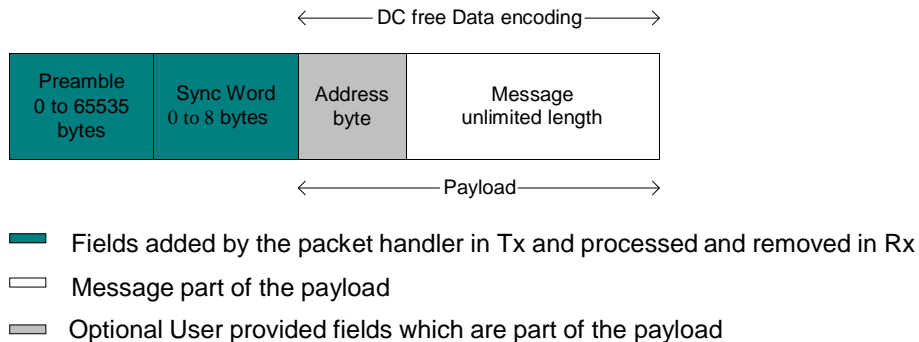 DC free Data encoding
Preamble
0 to 65535
bytes
Sync Word
0 to 8 bytes
Address
byte
Message
unlimited length
Payload
Fields added by the packet handler in Tx and processed and removed in Rx
Message part of the payload
Optional User provided fields which are part of the payload